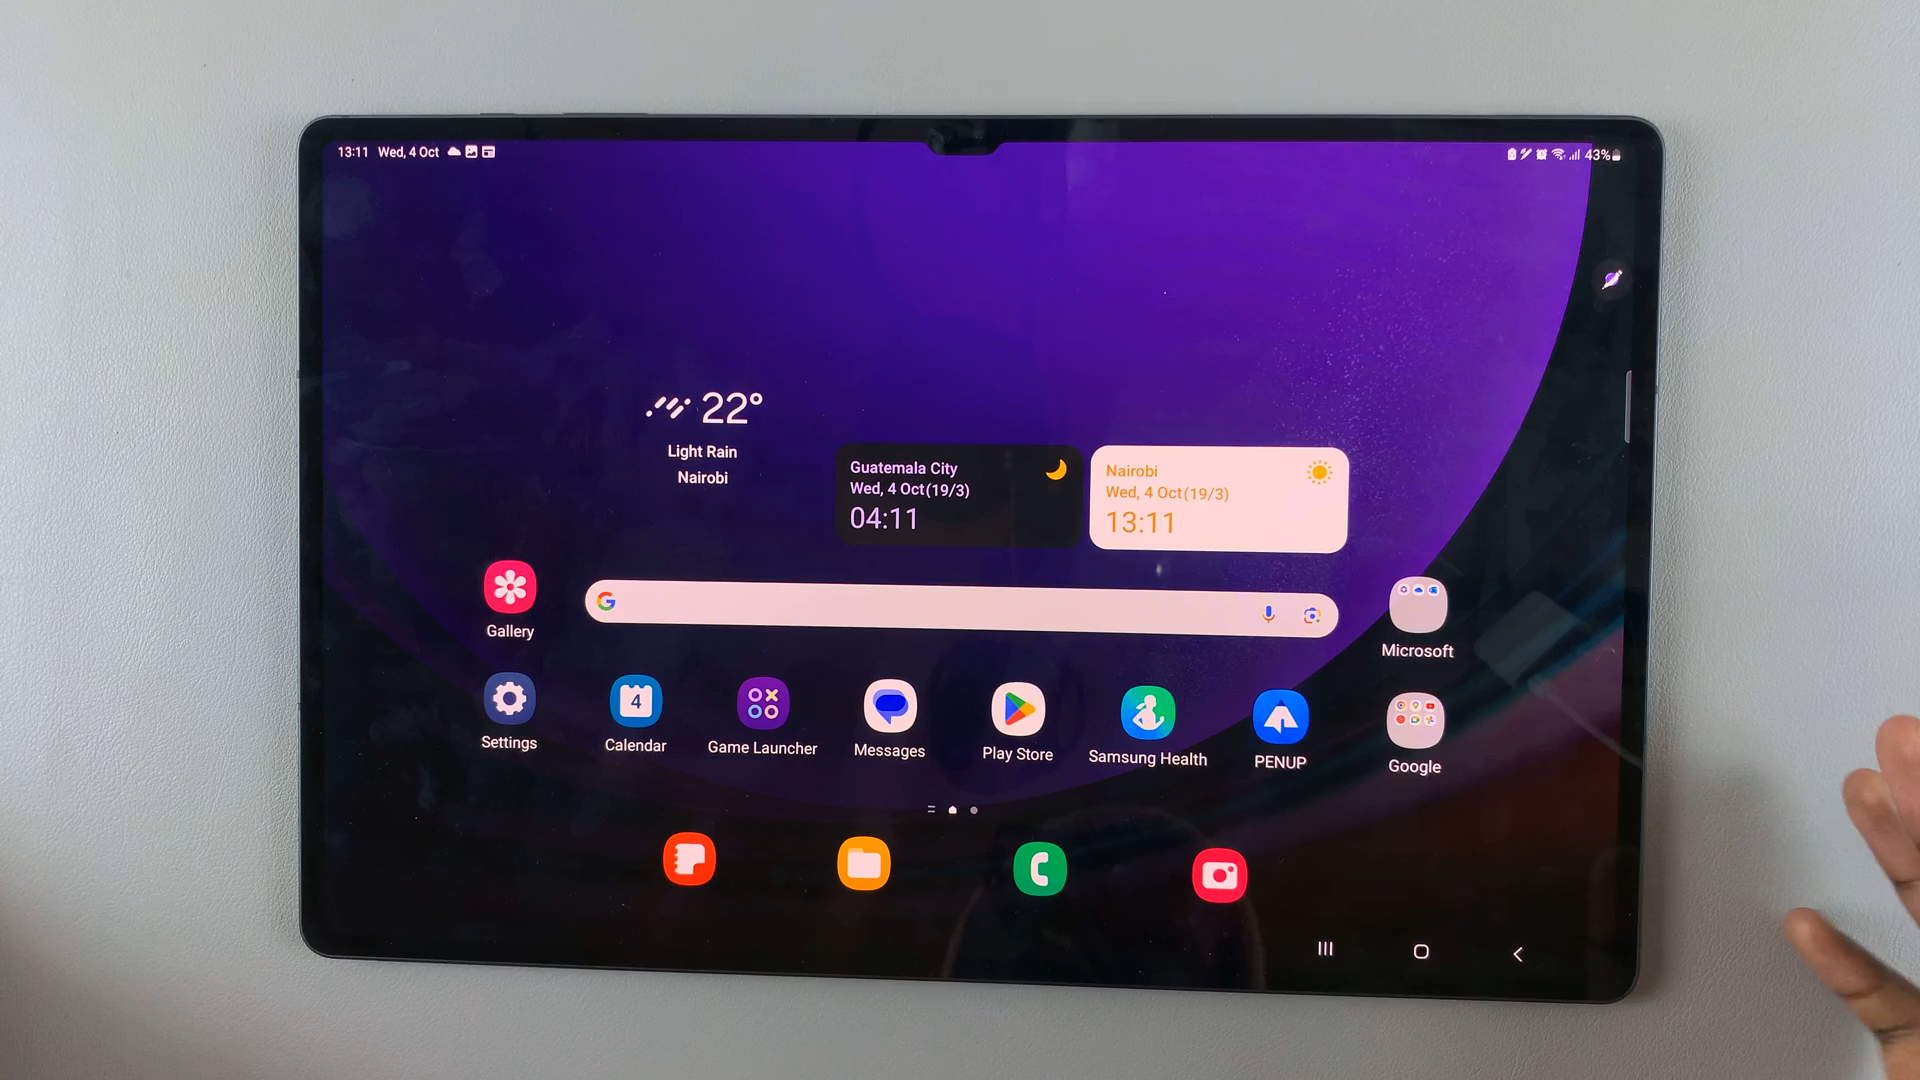 13:11 Wed, 4 Oct
43%
22°
Light Rain
Nairobi
Guatemala City
Wed, 4 Oct(19/3)
04:11
Nairobi
Wed, 4 Oct(19/3)
13:11
G
Gallery
Microsoft
4
Settings
Calendar
Game Launcher
Messages
Play Store
Samsung Health
PENUP
Google